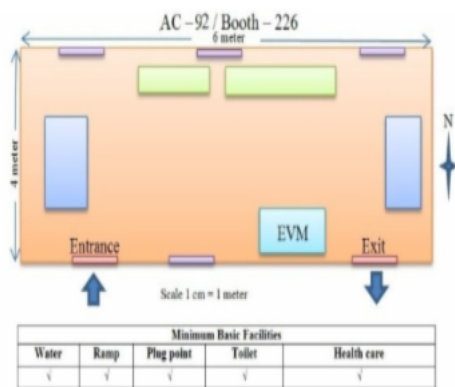 AC – 92 / Booth – 226
6 meter
4 meter
N
Entrance
EVM
Exit
Scale 1 cm = 1 meter
Minimum Basic Facilities
Water Ramp Plug point Toilet Health care
√ √ √ √ √